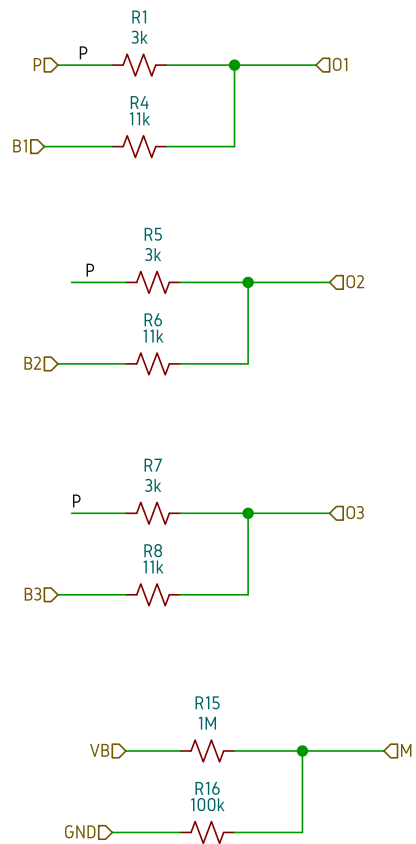 R1
3k
P
P
O1
R4
11k
B1
R5
3k
P
O2
R6
11k
B2
R7
3k
P
O3
R8
11k
B3
R15
1M
VB
M
R16
100k
GND